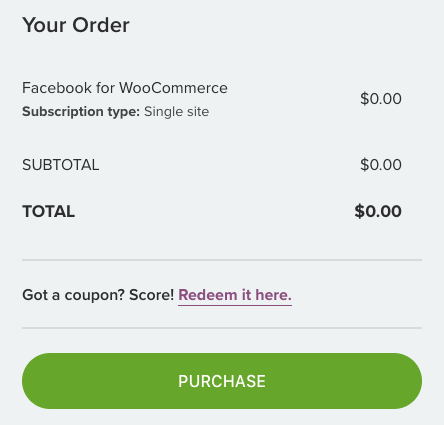 Your Order
Facebook for WooCommerce
$0.00
Subscription type: Single site
SUBTOTAL $0.00
TOTAL $0.00
Got a coupon? Score! Redeem it here.
PURCHASE